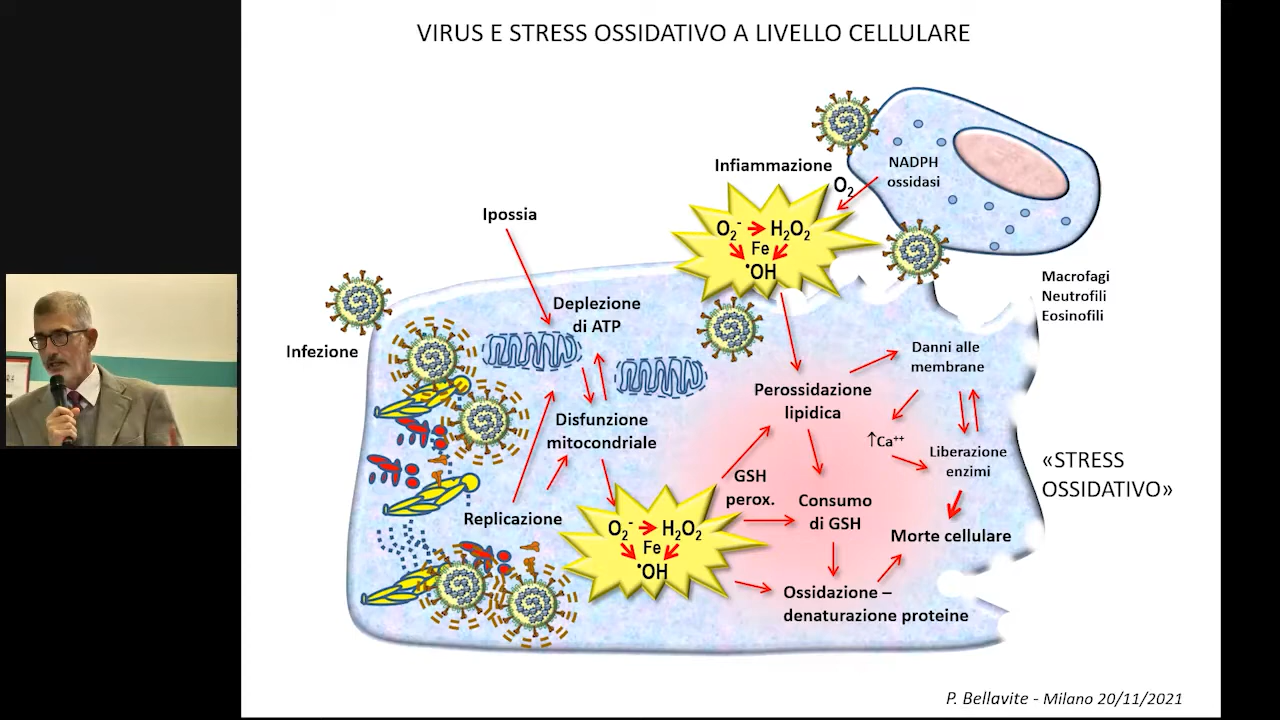 VIRUS E STRESS OSSIDATIVO A LIVELLO CELLULARE
Infiammazione
NADPH
ossidasi
O₂
O₂⁻ H₂O₂
Fe
•OH
Ipossia
Macrofagi
Neutrofili
Eosinofili
Infezione
Deplezione
di ATP
Danni alle
membrane
Perossidazione
lipidica
Disfunzione
mitocondriale
↑Ca⁺⁺
Liberazione
enzimi
«STRESS
OSSIDATIVO»
GSH
perox.
Consumo
di GSH
Replicazione
O₂⁻ H₂O₂
Fe
•OH
Morte cellulare
Ossidazione –
denaturazione proteine
P. Bellavite - Milano 20/11/2021